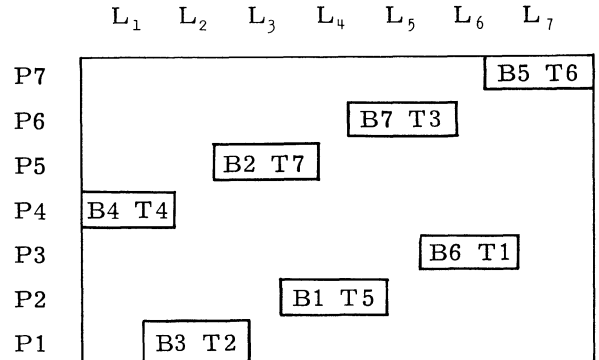 L1 L2 L3 L4 L5 L6 L7
P7 B5 T6
P6 B7 T3
P5 B2 T7
P4 B4 T4
P3 B6 T1
P2 B1 T5
P1 B3 T2